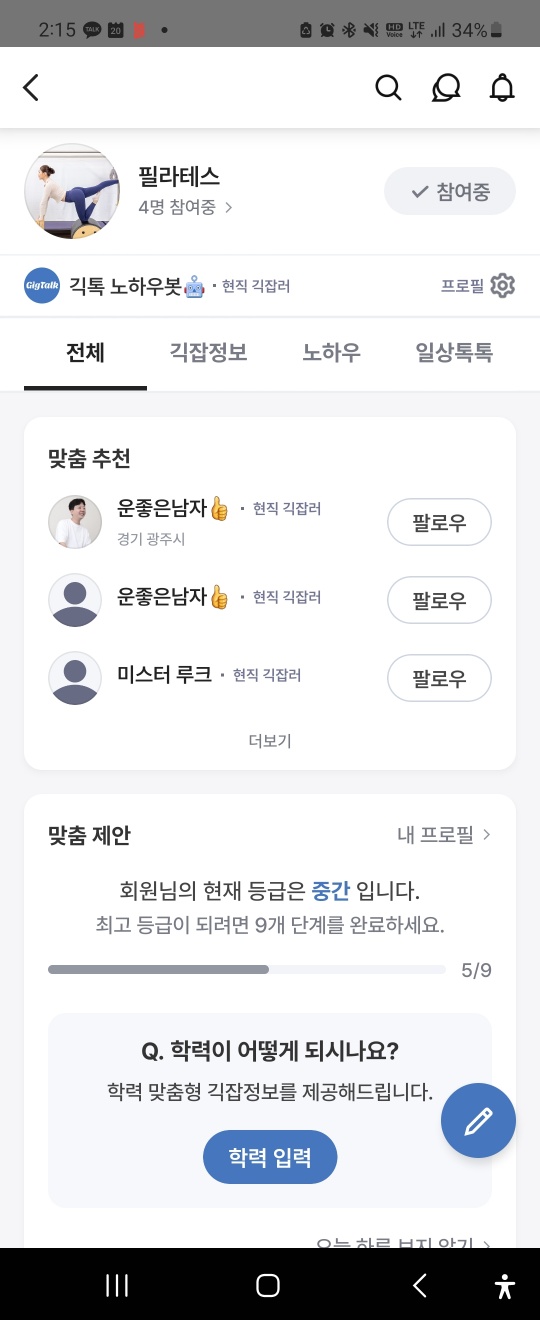 2:15 TALK 20 HD Voice LTE 34%
필라테스
4명 참여중
참여중
GigTalk 긱톡 노하우봇 · 현직 긱잡러 프로필
전체 긱잡정보 노하우 일상톡톡
맞춤 추천
운좋은남자👍 · 현직 긱잡러
경기 광주시
팔로우
운좋은남자👍 · 현직 긱잡러 팔로우
미스터 루크 · 현직 긱잡러 팔로우
더보기
맞춤 제안 내 프로필
회원님의 현재 등급은 중간 입니다.
최고 등급이 되려면 9개 단계를 완료하세요.
5/9
Q. 학력이 어떻게 되시나요?
학력 맞춤형 긱잡정보를 제공해드립니다.
학력 입력
오늘 하루 보지 않기